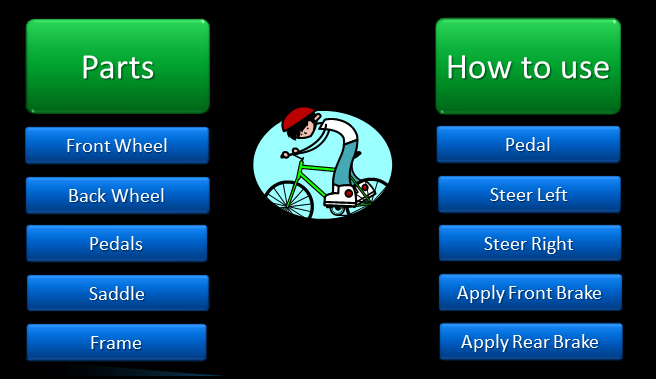 Parts
Front Wheel
Back Wheel
Pedals
Saddle
Frame
How to use
Pedal
Steer Left
Steer Right
Apply Front Brake
Apply Rear Brake